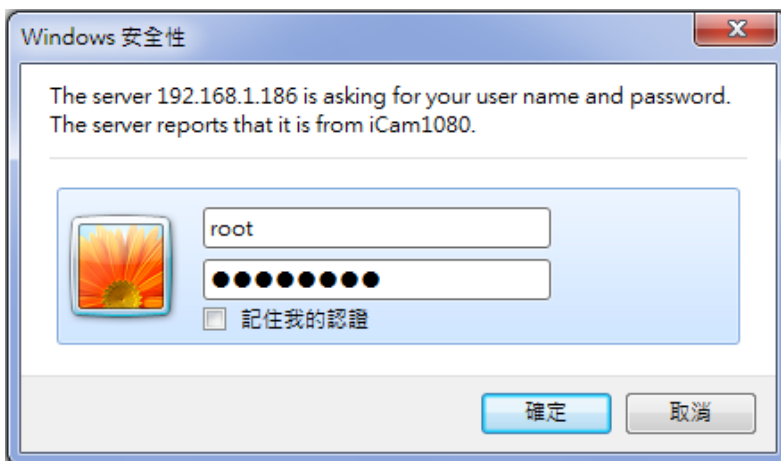 Windows 安全性
The server 192.168.1.186 is asking for your user name and password.
The server reports that it is from iCam1080.
root
●●●●●●●●
記住我的認證
確定
取消